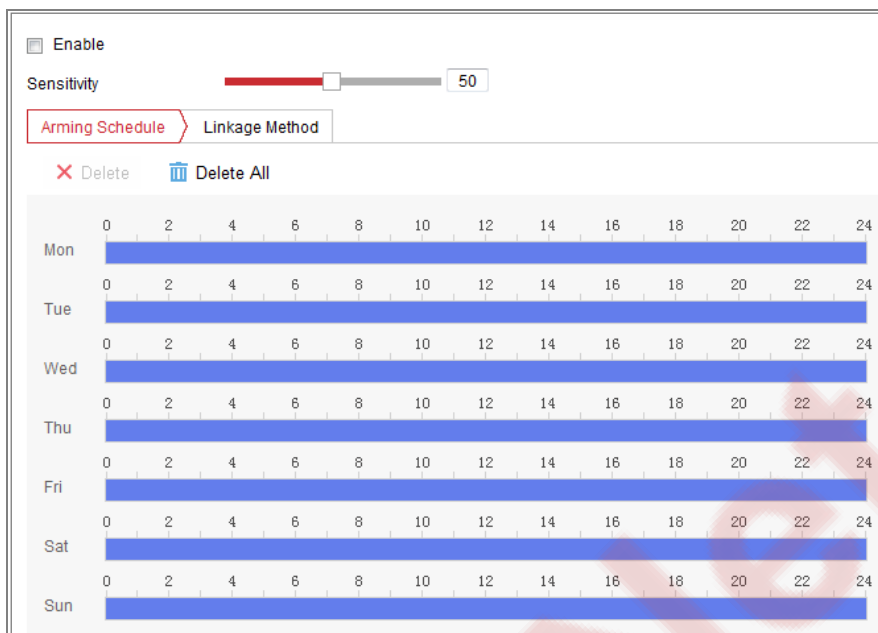 Enable
Sensitivity 50
Arming Schedule Linkage Method
Delete Delete All
0 2 4 6 8 10 12 14 16 18 20 22 24
Mon
0 2 4 6 8 10 12 14 16 18 20 22 24
Tue
0 2 4 6 8 10 12 14 16 18 20 22 24
Wed
0 2 4 6 8 10 12 14 16 18 20 22 24
Thu
0 2 4 6 8 10 12 14 16 18 20 22 24
Fri
0 2 4 6 8 10 12 14 16 18 20 22 24
Sat
0 2 4 6 8 10 12 14 16 18 20 22 24
Sun